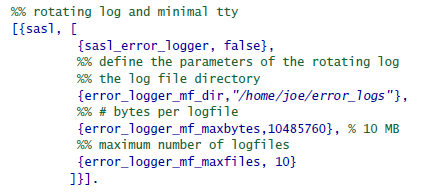 %% rotating log and minimal tty
[{sasl, [
{sasl_error_logger, false},
%% define the parameters of the rotating log
%% the log file directory
{error_logger_mf_dir,"/home/joe/error_logs"},
%% # bytes per logfile
{error_logger_mf_maxbytes,10485760}, % 10 MB
%% maximum number of logfiles
{error_logger_mf_maxfiles, 10}
]}].